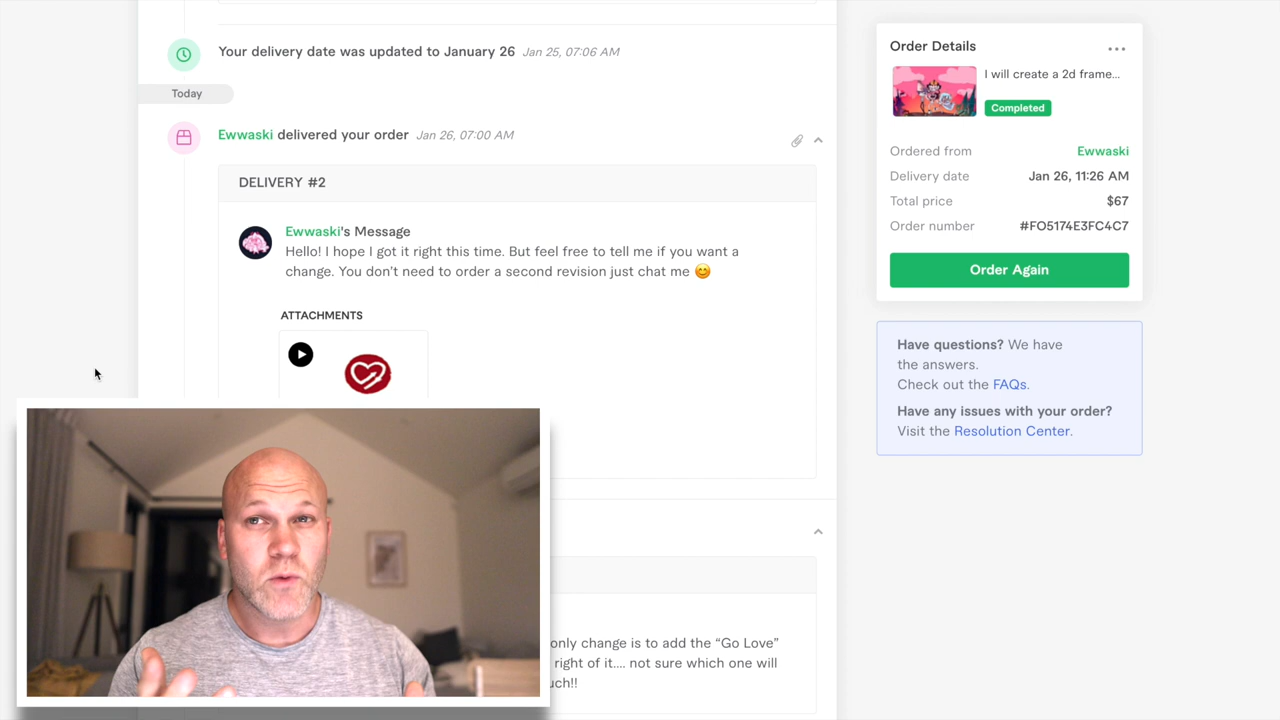 Your delivery date was updated to January 26 Jan 25, 07:06 AM
Today
Ewwaski delivered your order Jan 26, 07:00 AM
DELIVERY #2
Ewwaski's Message
Hello! I hope I got it right this time. But feel free to tell me if you want a
change. You don't need to order a second revision just chat me 😊
ATTACHMENTS
only change is to add the “Go Love”
right of it.... not sure which one will
uch!!
Order Details
I will create a 2d frame...
Completed
Ordered from Ewwaski
Delivery date Jan 26, 11:26 AM
Total price $67
Order number #FO5174E3FC4C7
Order Again
Have questions? We have
the answers.
Check out the FAQs.
Have any issues with your order?
Visit the Resolution Center.